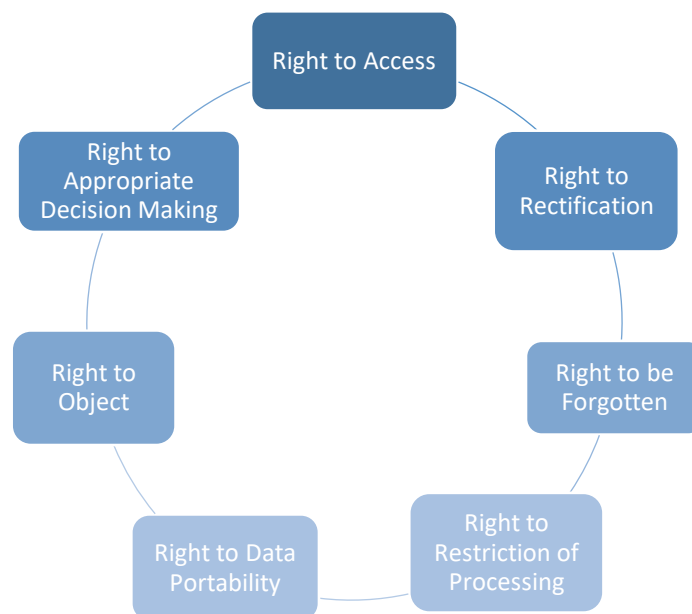 Right to Access
Right to
Rectification
Right to be
Forgotten
Right to
Restriction of
Processing
Right to Data
Portability
Right to
Object
Right to
Appropriate
Decision Making